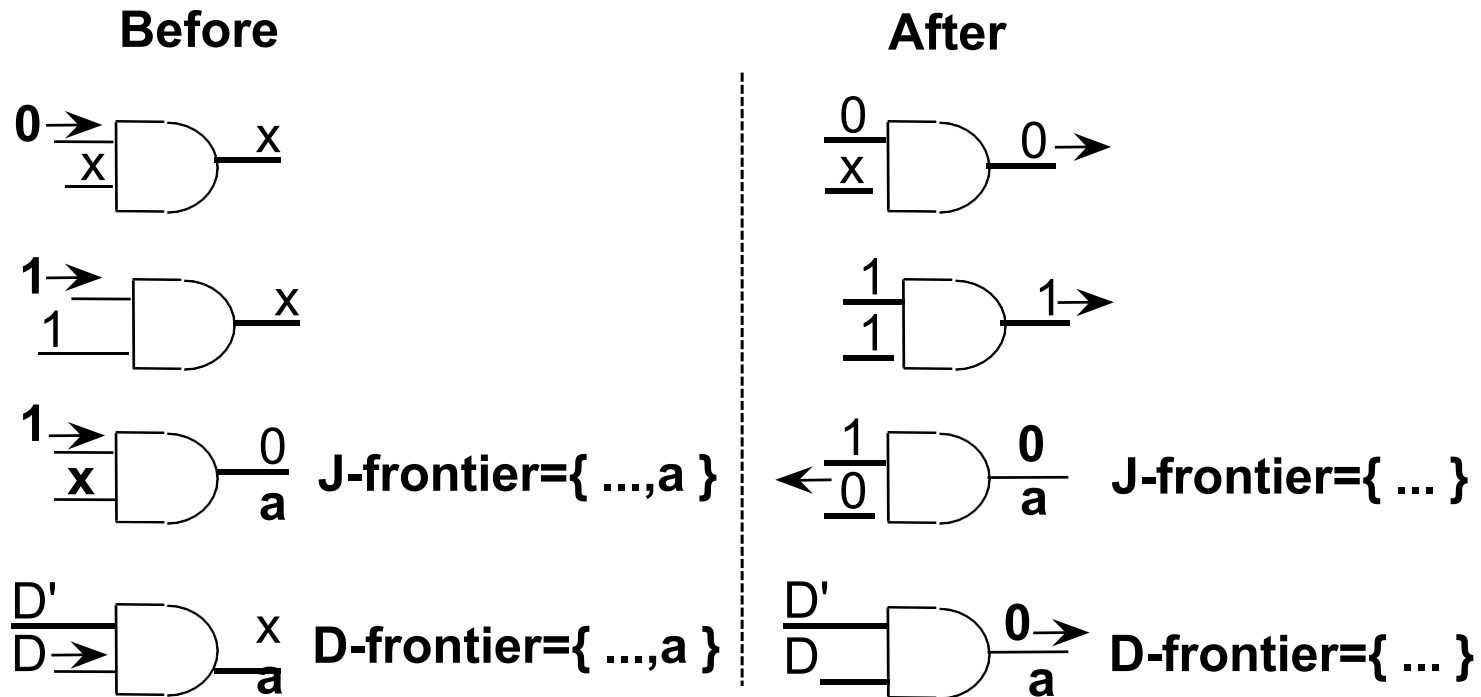 Before After
0 x
x
0 0
x
1 x
1
1 1
1
1 0
x a J-frontier={ ...,a }
1 0
0 a J-frontier={ ... }
D' x
D a D-frontier={ ...,a }
D' 0
D a D-frontier={ ... }